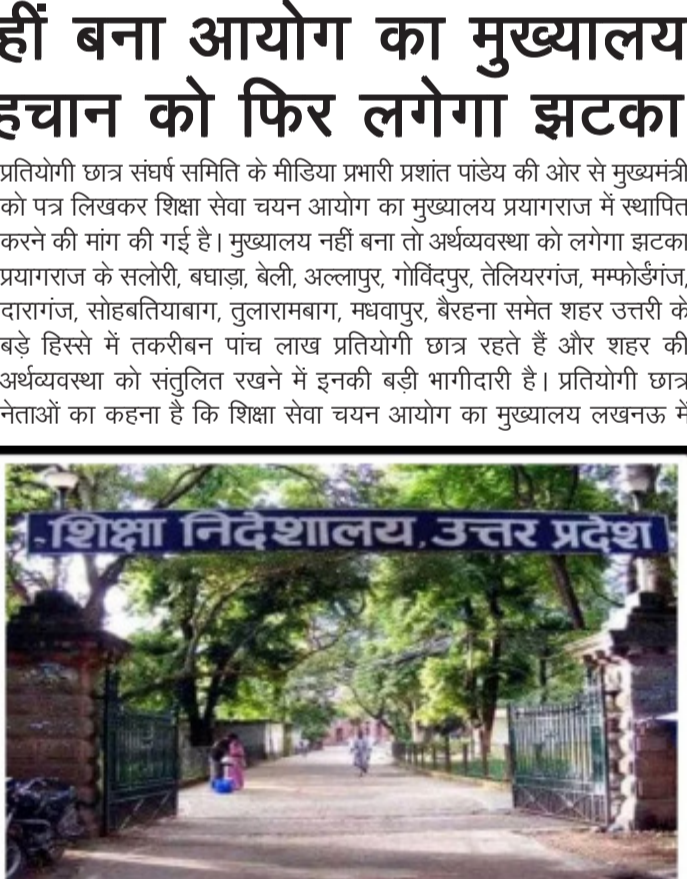 हीं बना आयोग का मुख्यालय
हचान को फिर लगेगा झटका
प्रतियोगी छात्र संघर्ष समिति के मीडिया प्रभारी प्रशांत पांडेय की ओर से मुख्यमंत्री
को पत्र लिखकर शिक्षा सेवा चयन आयोग का मुख्यालय प्रयागराज में स्थापित
करने की मांग की गई है। मुख्यालय नहीं बना तो अर्थव्यवस्था को लगेगा झटका
प्रयागराज के सलोरी, बघाड़ा, बेली, अल्लापुर, गोविंदपुर, तेलियरगंज, मम्फोर्डंगंज,
दारागंज, सोहबतियाबाग, तुलारामबाग, मधवापुर, बैरहना समेत शहर उत्तरी के
बड़े हिस्से में तकरीबन पांच लाख प्रतियोगी छात्र रहते हैं और शहर की
अर्थव्यवस्था को संतुलित रखने में इनकी बड़ी भागीदारी है। प्रतियोगी छात्र
नेताओं का कहना है कि शिक्षा सेवा चयन आयोग का मुख्यालय लखनऊ में
शिक्षा निदेशालय, उत्तर प्रदेश